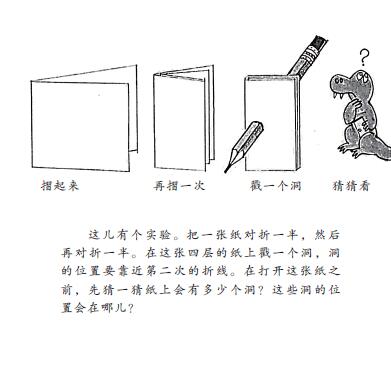 ？
摺起来 再摺一次 戳一个洞 猜猜看
这儿有个实验。把一张纸对折一半，然后
再对折一半。在这张四层的纸上戳一个洞，洞
的位置要靠近第二次的折线。在打开这张纸之
前，先猜一猜纸上会有多少个洞？这些洞的位
置会在哪儿？